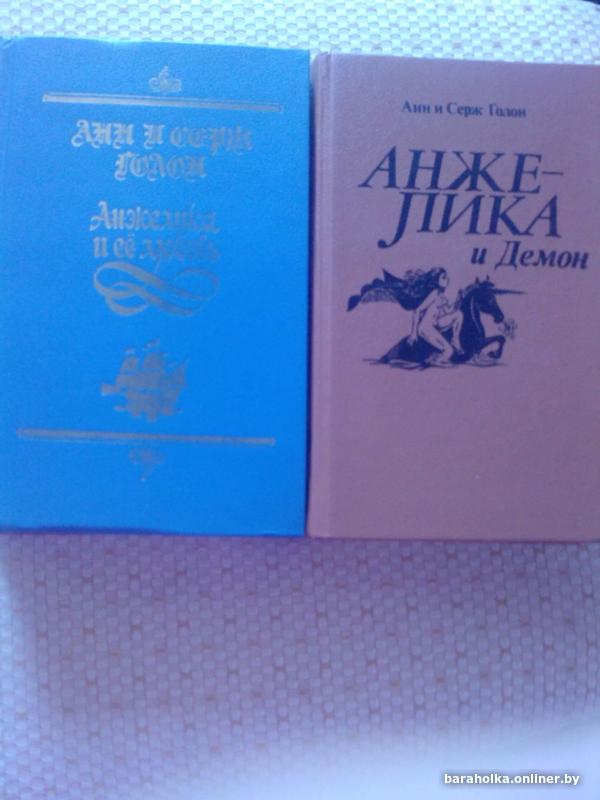 АНН И СЕРЖ
ГОЛОН
Анжелика
и её любовь
Анн и Серж Голон
АНЖЕ-
ЛИКА
и Демон
baraholka.onliner.by